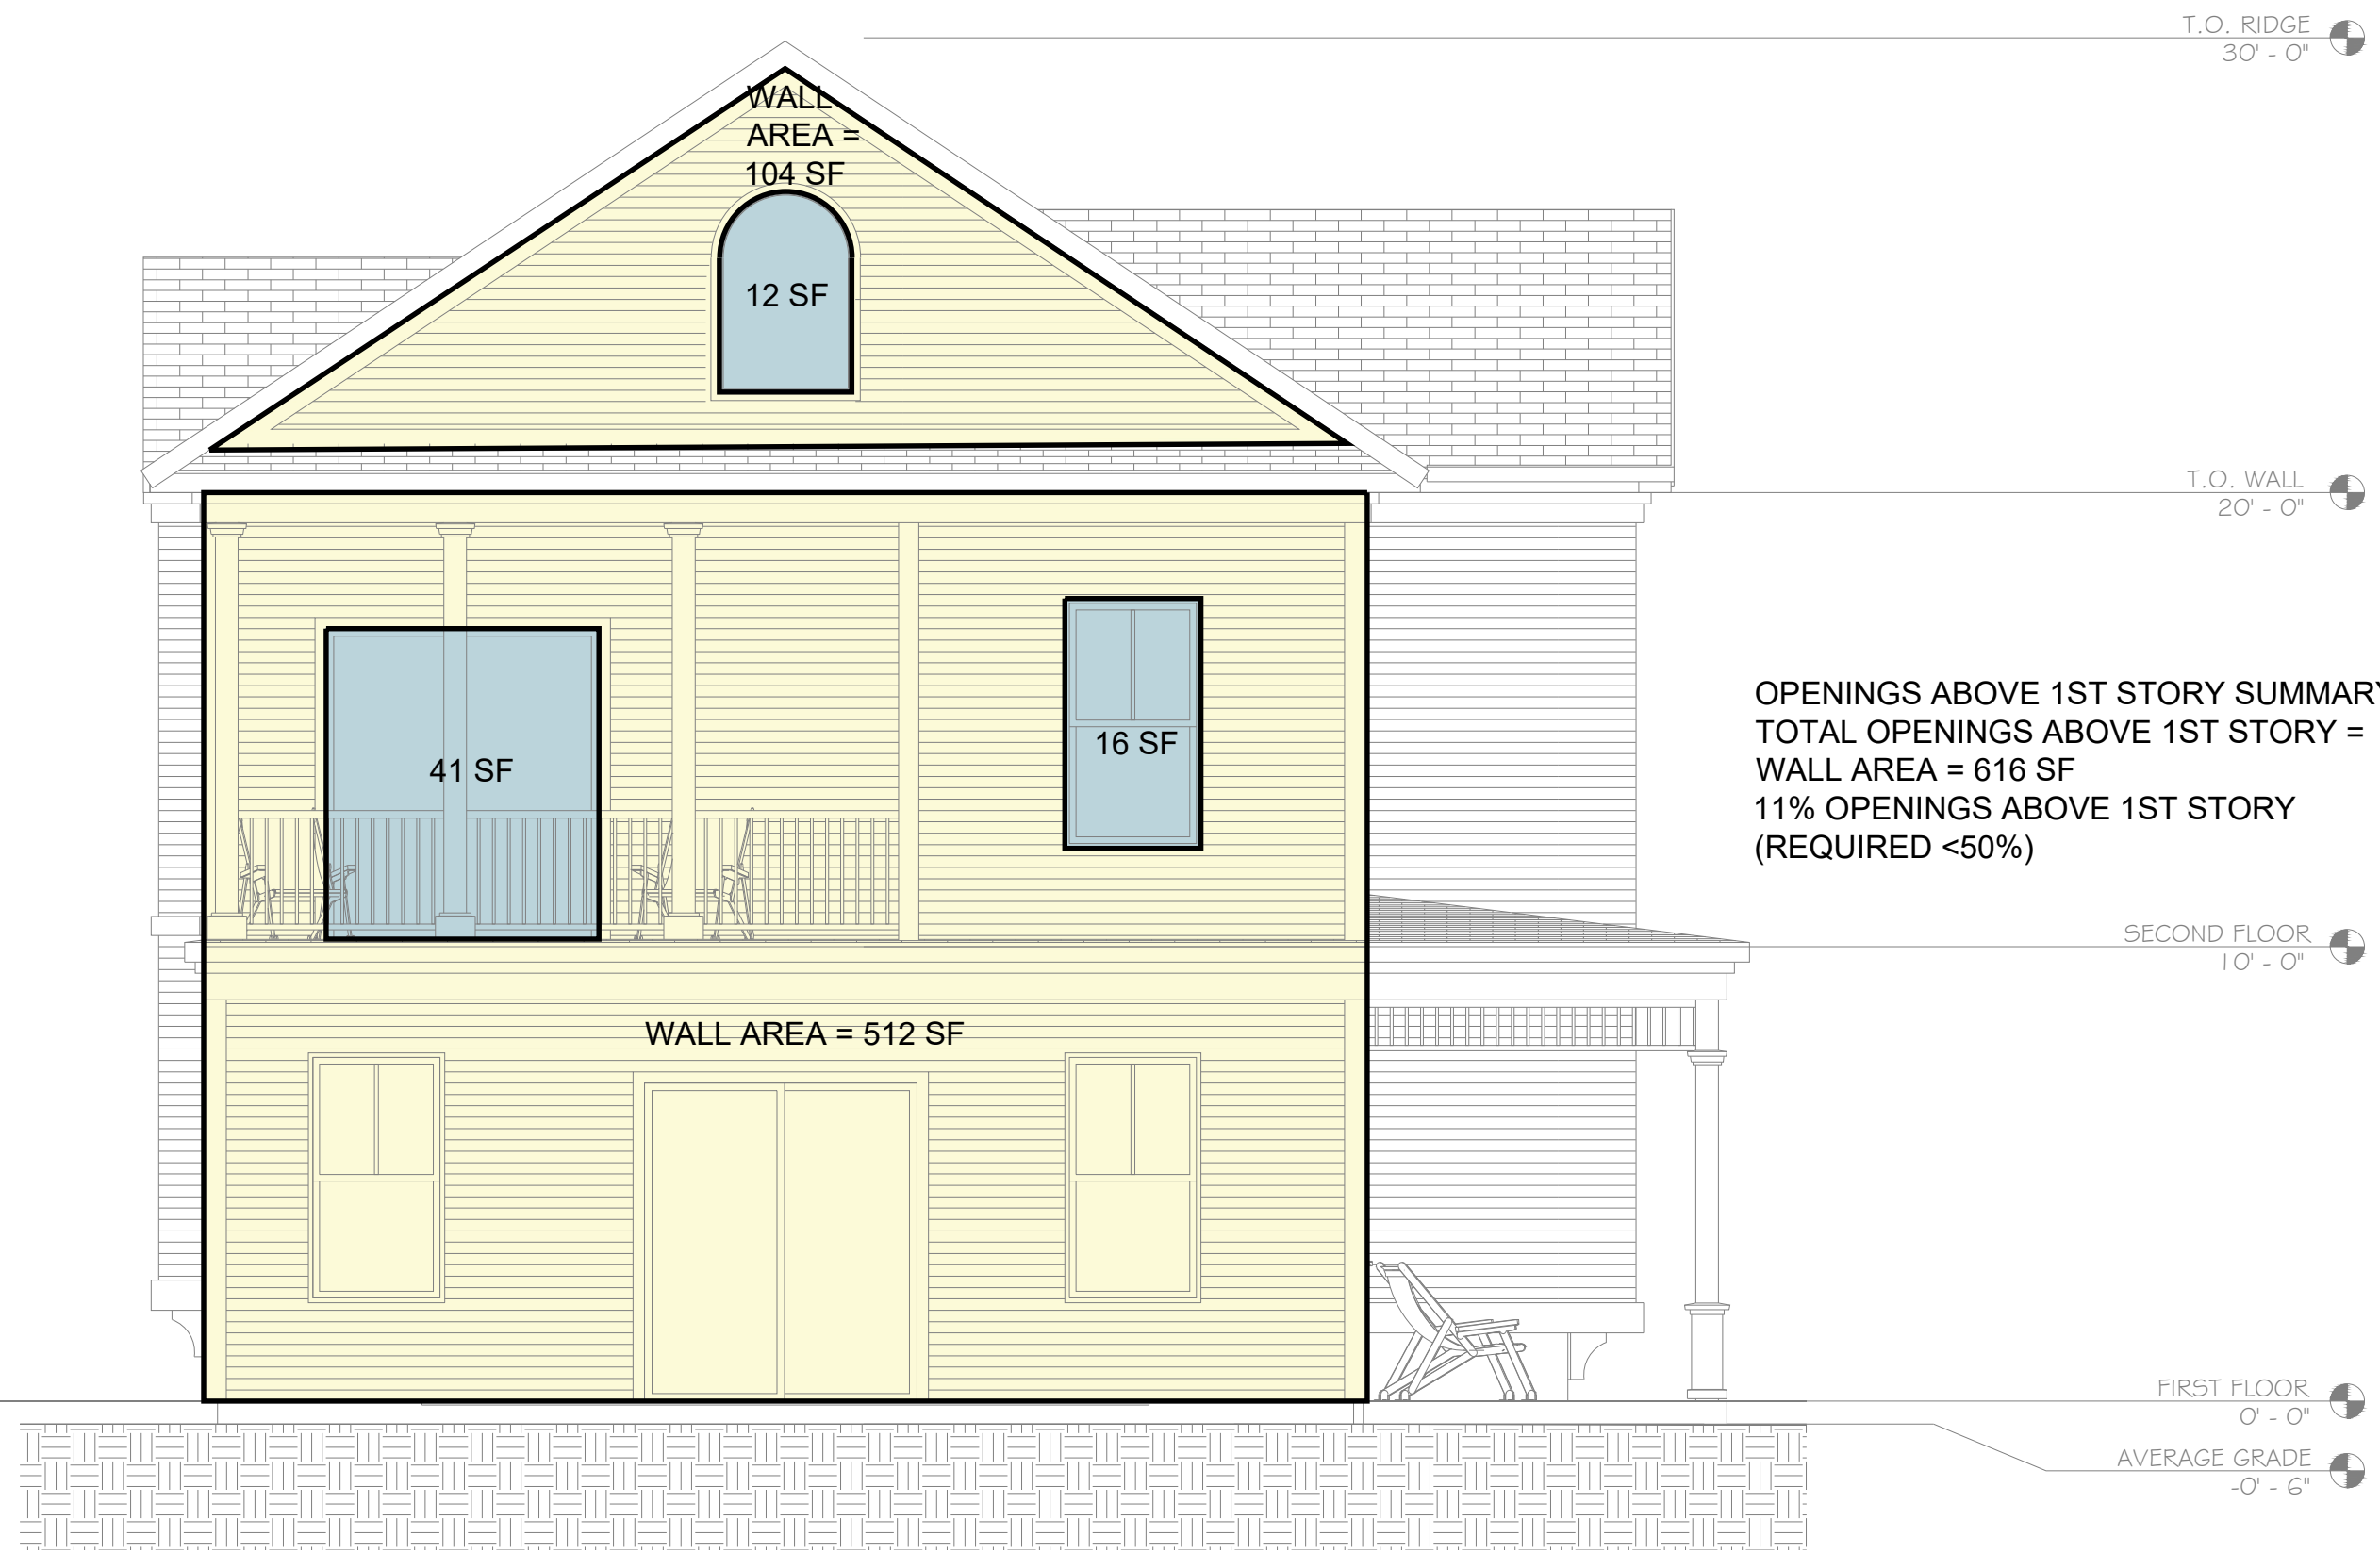 T.O. RIDGE
30' - 0"
WALL
AREA =
104 SF
12 SF
T.O. WALL
20' - 0"
41 SF
16 SF
OPENINGS ABOVE 1ST STORY SUMMARY
TOTAL OPENINGS ABOVE 1ST STORY =
WALL AREA = 616 SF
11% OPENINGS ABOVE 1ST STORY
(REQUIRED <50%)
SECOND FLOOR
10' - 0"
WALL AREA = 512 SF
FIRST FLOOR
0' - 0"
AVERAGE GRADE
-0' - 6"